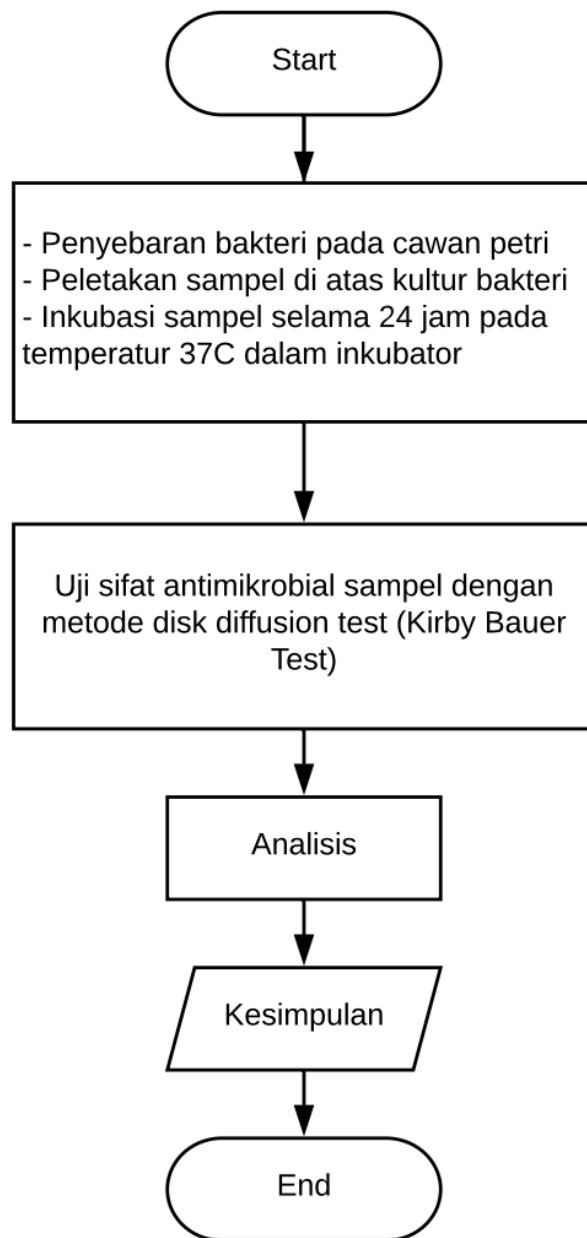 Start
- Penyebaran bakteri pada cawan petri
- Peletakan sampel di atas kultur bakteri
- Inkubasi sampel selama 24 jam pada
temperatur 37C dalam inkubator
Uji sifat antimikrobial sampel dengan
metode disk diffusion test (Kirby Bauer
Test)
Analisis
Kesimpulan
End